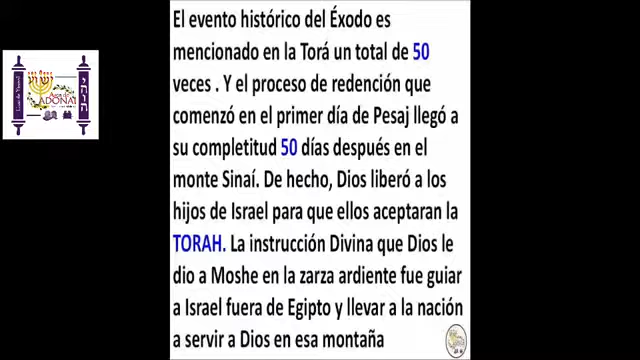 El evento histórico del Éxodo es
mencionado en la Torá un total de 50
veces . Y el proceso de redención que
comenzó en el primer día de Pesaj llegó a
su completitud 50 días después en el
monte Sinaí. De hecho, Dios liberó a los
hijos de Israel para que ellos aceptaran la
TORAH. La instrucción Divina que Dios le
dio a Moshe en la zarza ardiente fue guiar
a Israel fuera de Egipto y llevar a la nación
a servir a Dios en esa montaña
ADONAI